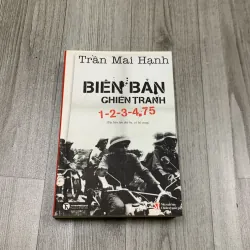 Trần Mai Hạnh
BIÊN BẢN
CHIẾN TRANH
1-2-3-4.75